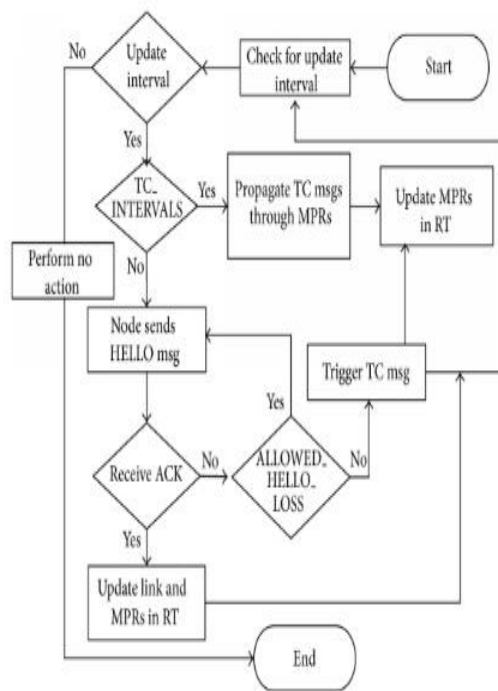 No
Update
interval
Check for update
interval
Start
Yes
TC_
INTERVALS
Yes
Propagate TC msgs
through MPRs
Update MPRs
in RT
No
Perform no
action
Node sends
HELLO msg
Yes
Trigger TC msg
Receive ACK
No
ALLOWED_
HELLO_
LOSS
No
Yes
Update link and
MPRs in RT
End